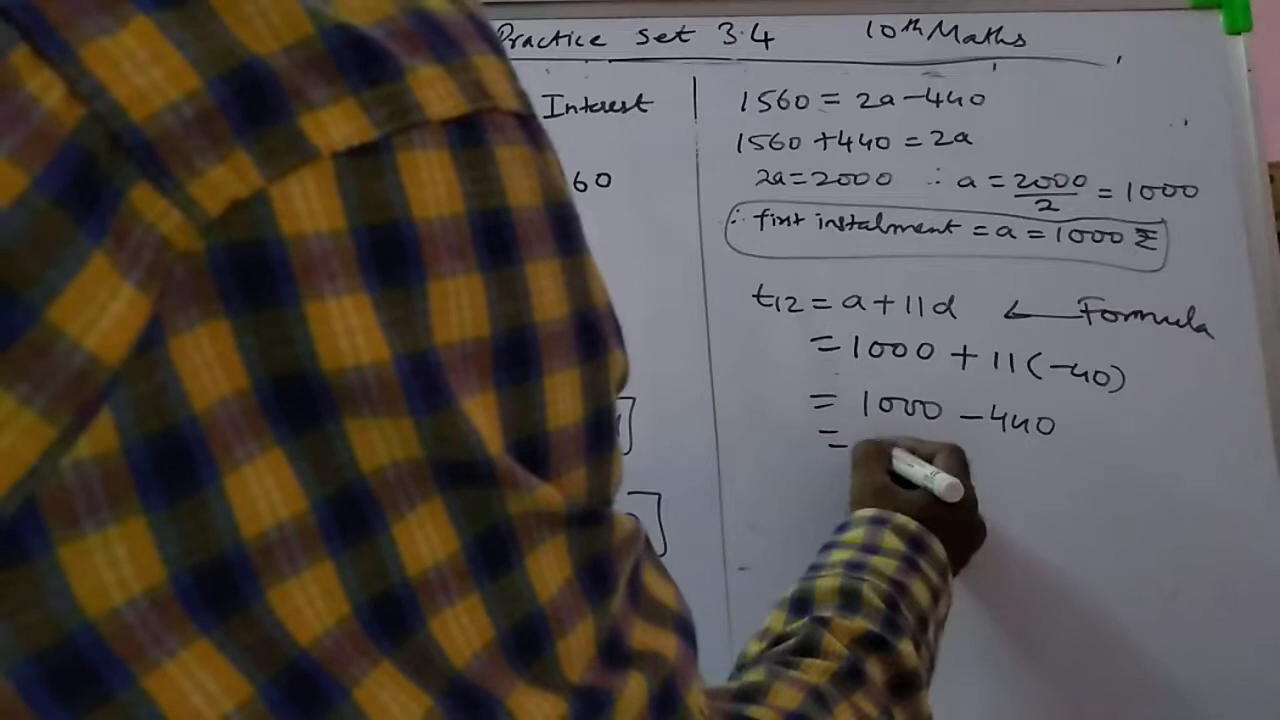 Practice Set 3.4 10th Maths
Interest
60
1560 = 2a - 440
1560 + 440 = 2a
2a = 2000 ∴ a = 2000/2 = 1000
∴ first instalment = a = 1000 ₹
t12 = a + 11d ← Formula
= 1000 + 11(-40)
= 1000 - 440
=